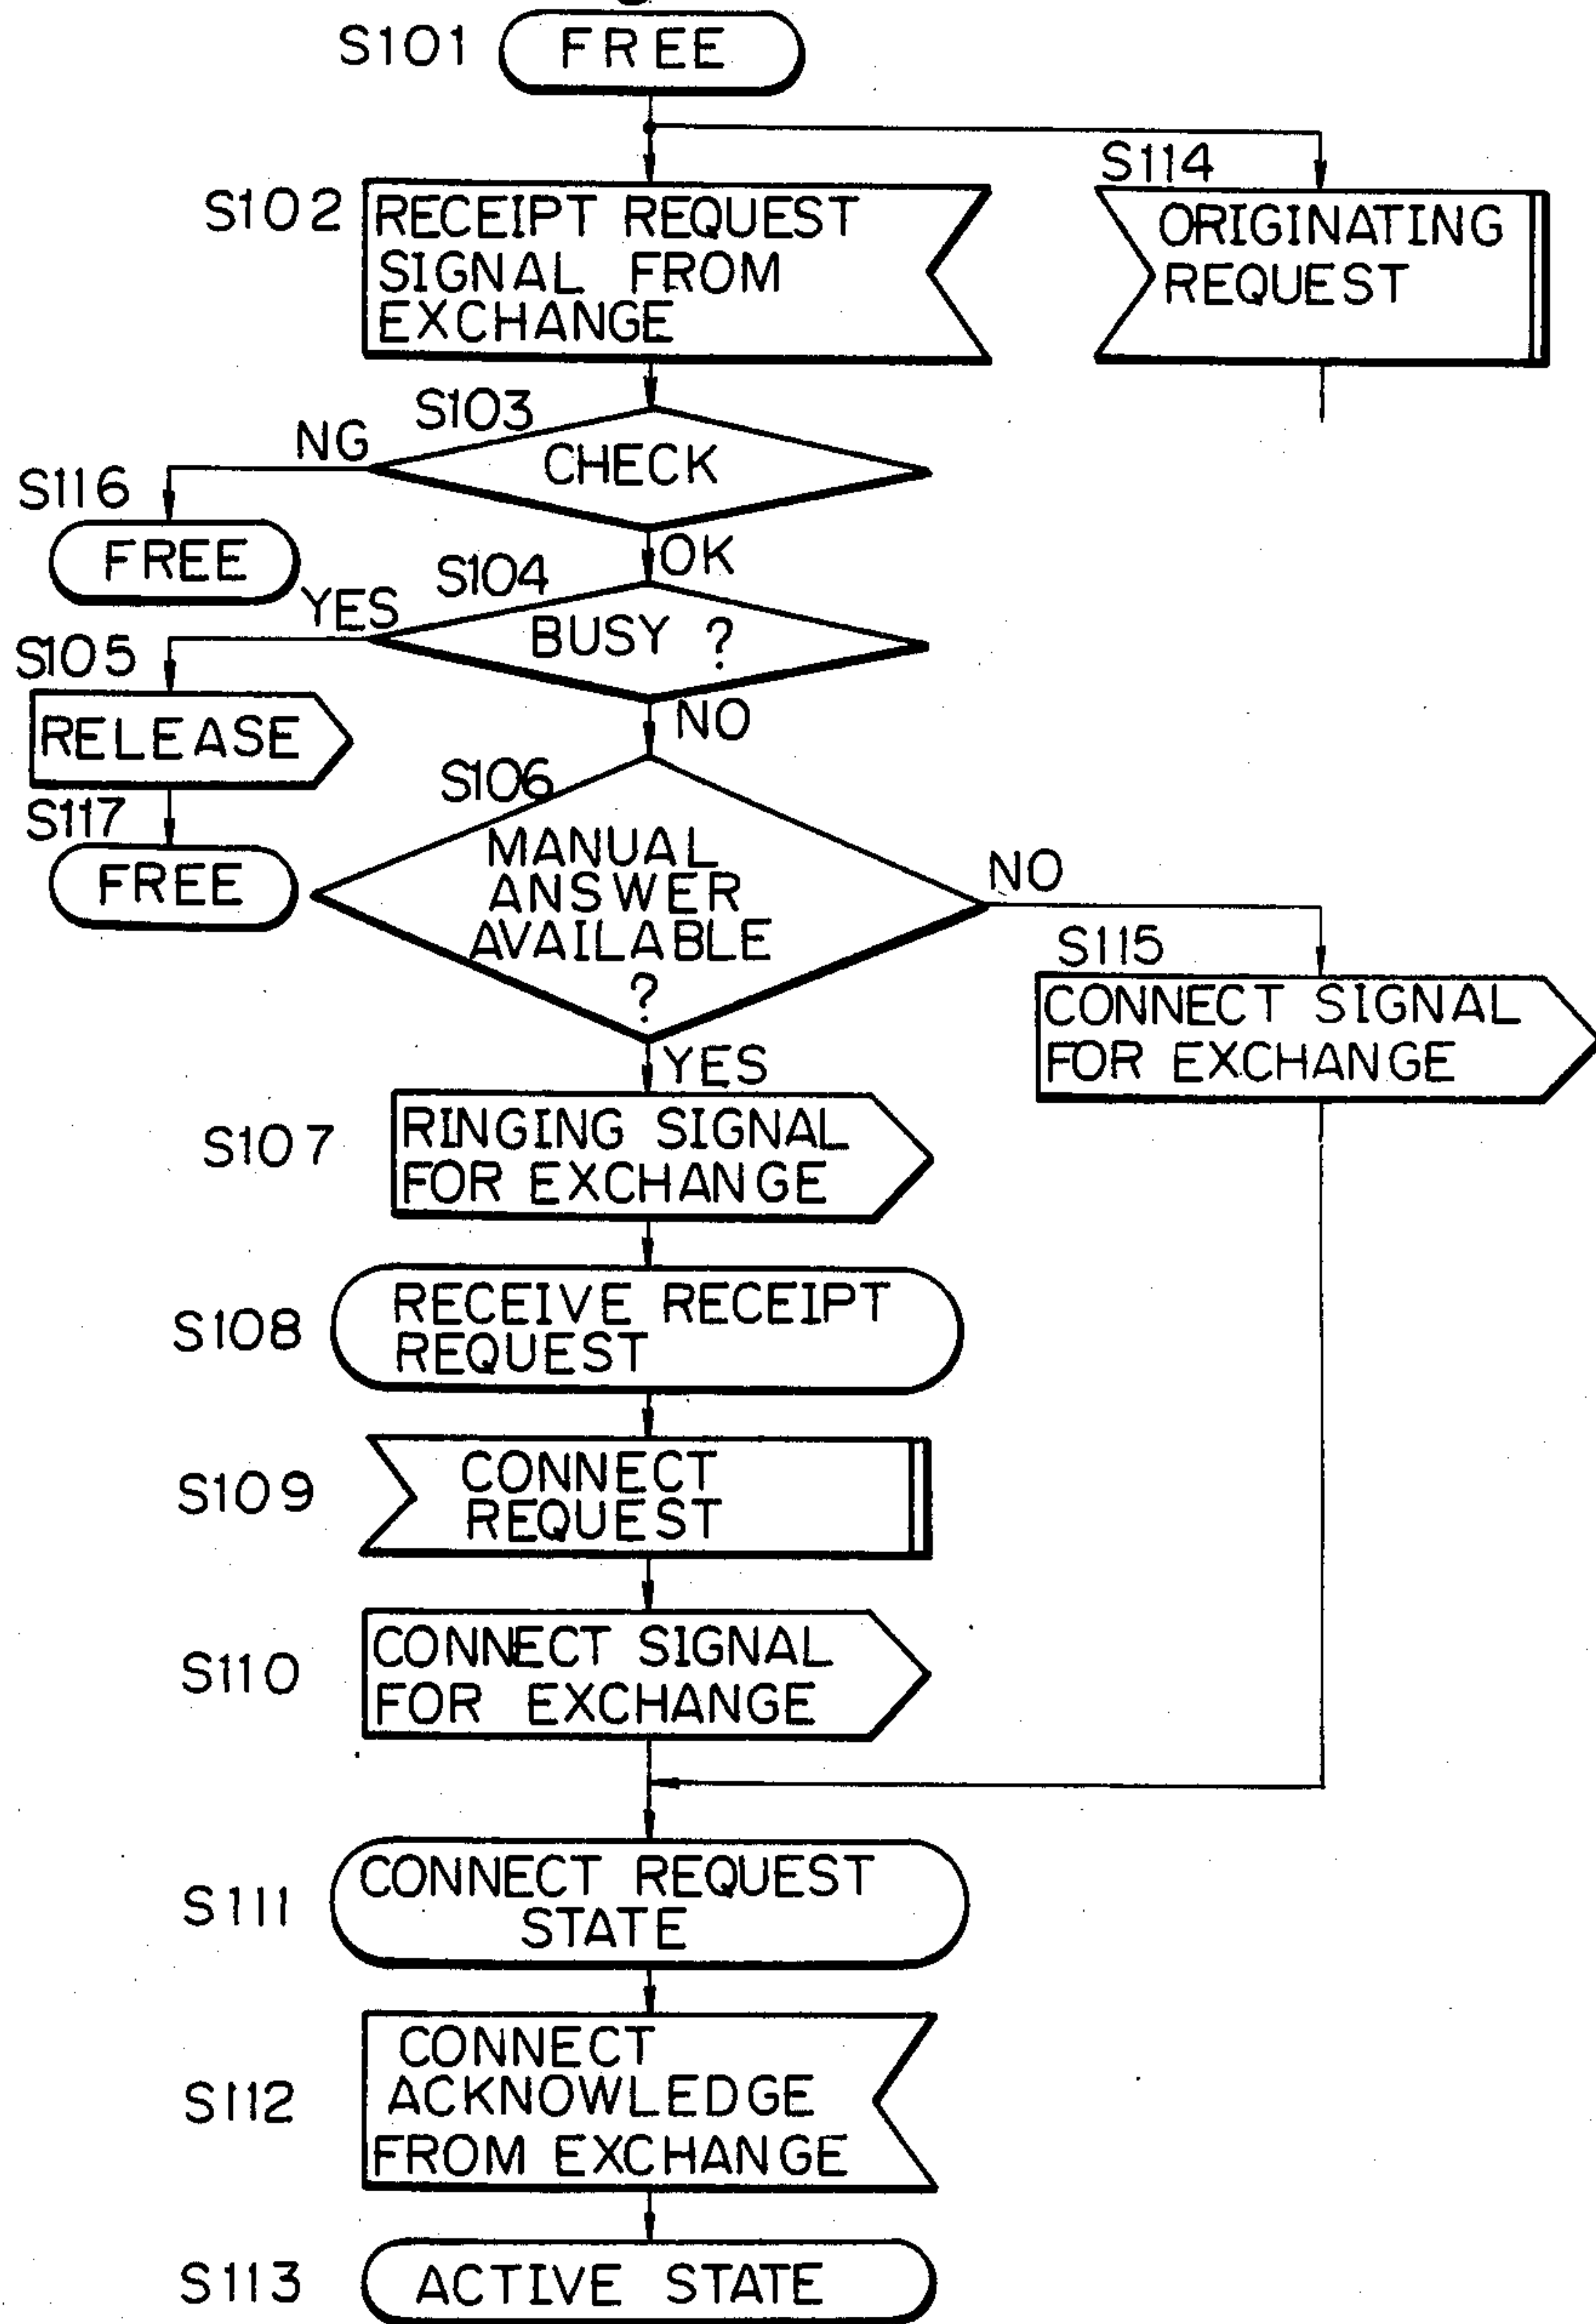 S101 FREE
S114
S102 RECEIPT REQUEST
SIGNAL FROM
EXCHANGE
ORIGINATING
REQUEST
S103
NG
CHECK
S116
FREE
OK
S104
YES
BUSY ?
S105
RELEASE
NO
S117
FREE
S106
MANUAL
ANSWER
AVAILABLE
?
NO
S115
CONNECT SIGNAL
FOR EXCHANGE
YES
S107
RINGING SIGNAL
FOR EXCHANGE
S108
RECEIVE RECEIPT
REQUEST
S109
CONNECT
REQUEST
S110
CONNECT SIGNAL
FOR EXCHANGE
S111
CONNECT REQUEST
STATE
S112
CONNECT
ACKNOWLEDGE
FROM EXCHANGE
S113
ACTIVE STATE